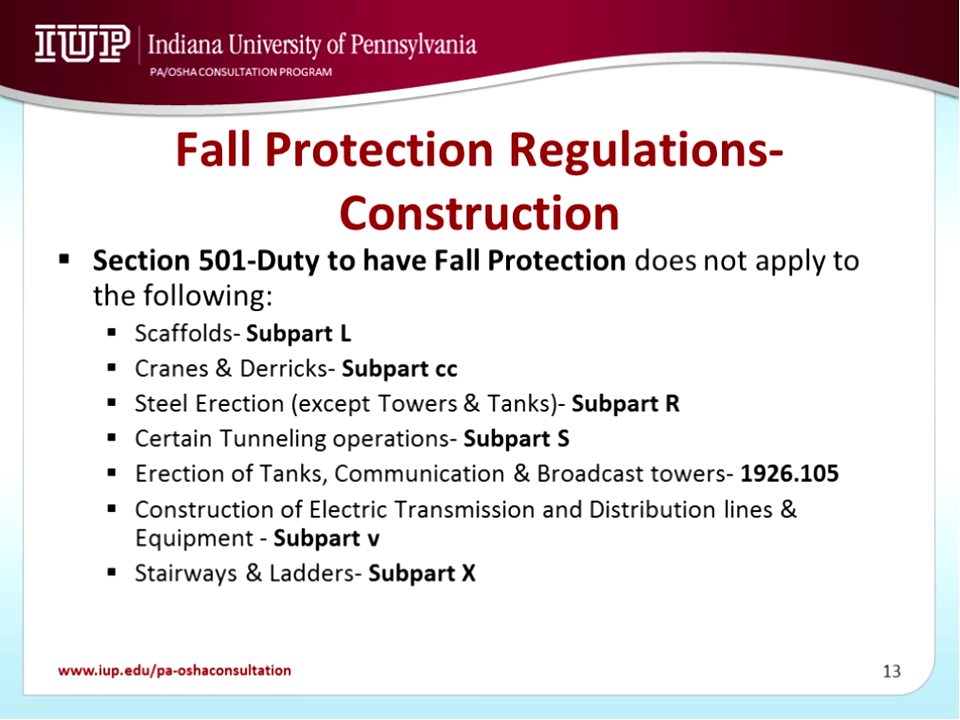 IUP Indiana University of Pennsylvania
PA/OSHA CONSULTATION PROGRAM
Fall Protection Regulations-
Construction
▪ Section 501-Duty to have Fall Protection does not apply to
the following:
▪ Scaffolds- Subpart L
▪ Cranes & Derricks- Subpart cc
▪ Steel Erection (except Towers & Tanks)- Subpart R
▪ Certain Tunneling operations- Subpart S
▪ Erection of Tanks, Communication & Broadcast towers- 1926.105
▪ Construction of Electric Transmission and Distribution lines &
Equipment - Subpart v
▪ Stairways & Ladders- Subpart X
www.iup.edu/pa-oshaconsultation
13